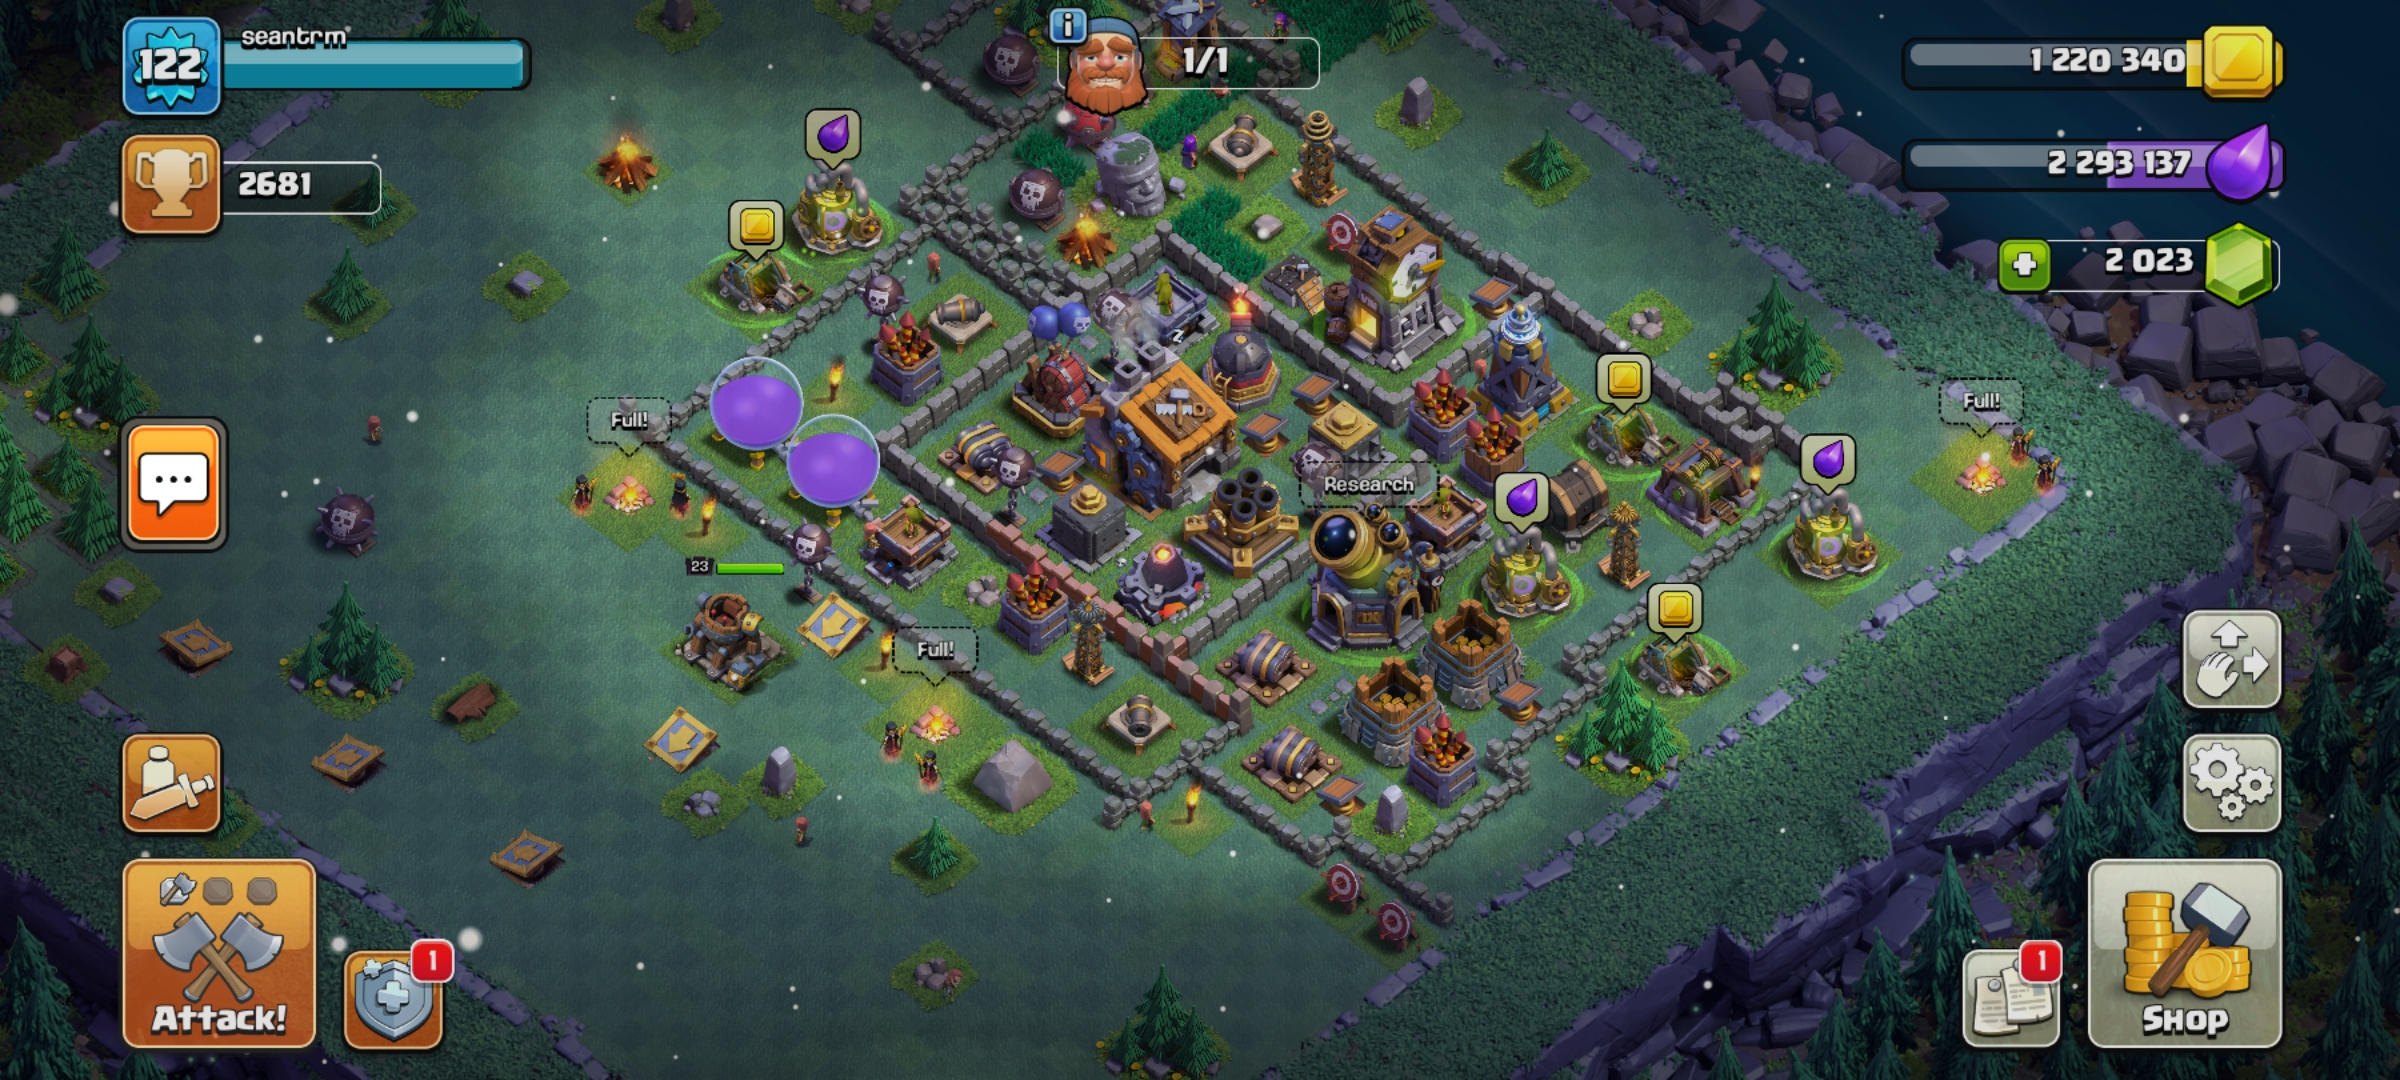 122
seantrm
i
1/1
1 220 340
2681
2 293 137
2 023
Full!
Full!
Research
23
Full!
Attack!
1
1
Shop